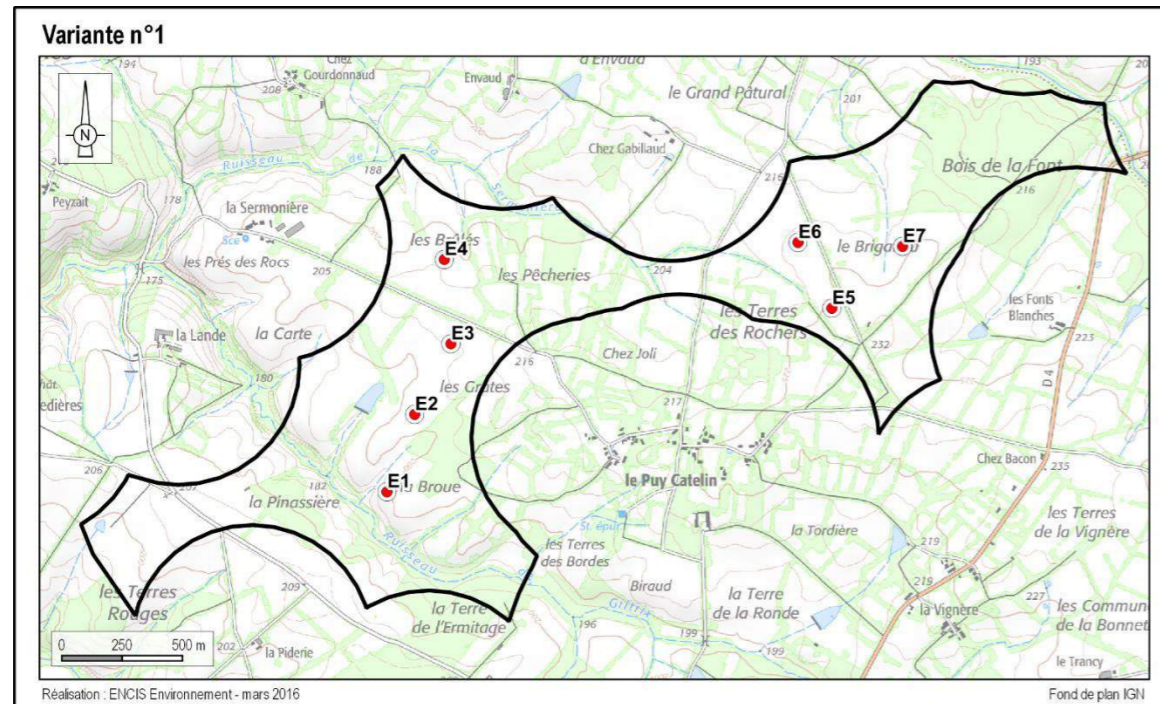 Variante n°1
194
Chez
Gourdonnaud
208
Envaud
d'Envaud
le Grand Pâtural
201
193
N
Ruisseau de la
188
188
Chez Gabillaud
216
Bois de la Font
216
Peyzait
178
la Sermonière
Sce
les Prés des Rocs
205
E4
les Pêcheries
204
E6
le Brigaud
E7
175
la Lande
la Carte
E3
E5
les Terres
des Rochers
les Fonts
Blanches
223
180
les Grates
216
Chez Joli
232
D 4
E2
217
206
182
E1
la Broue
le Puy Catelin
Chez Bacon
235
la Pinassière
St. épur
la Tordière
les Terres
de la Vignère
Ruisseau
les Terres
des Bordes
219
les Terres
Rouges
209
Biraud
219
la Terre
de l'Ermitage
196
la Terre
de la Ronde
la Vignère
227
les Commun
de la Bonnet
0 250 500 m
202
la Piderie
199
199
le Trancy
Réalisation : ENCIS Environnement - mars 2016
Fond de plan IGN